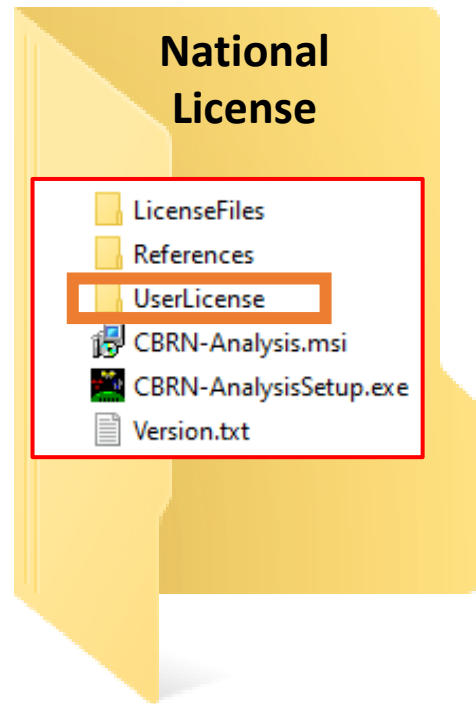 National
License
LicenseFiles
References
UserLicense
CBRN-Analysis.msi
CBRN-AnalysisSetup.exe
Version.txt